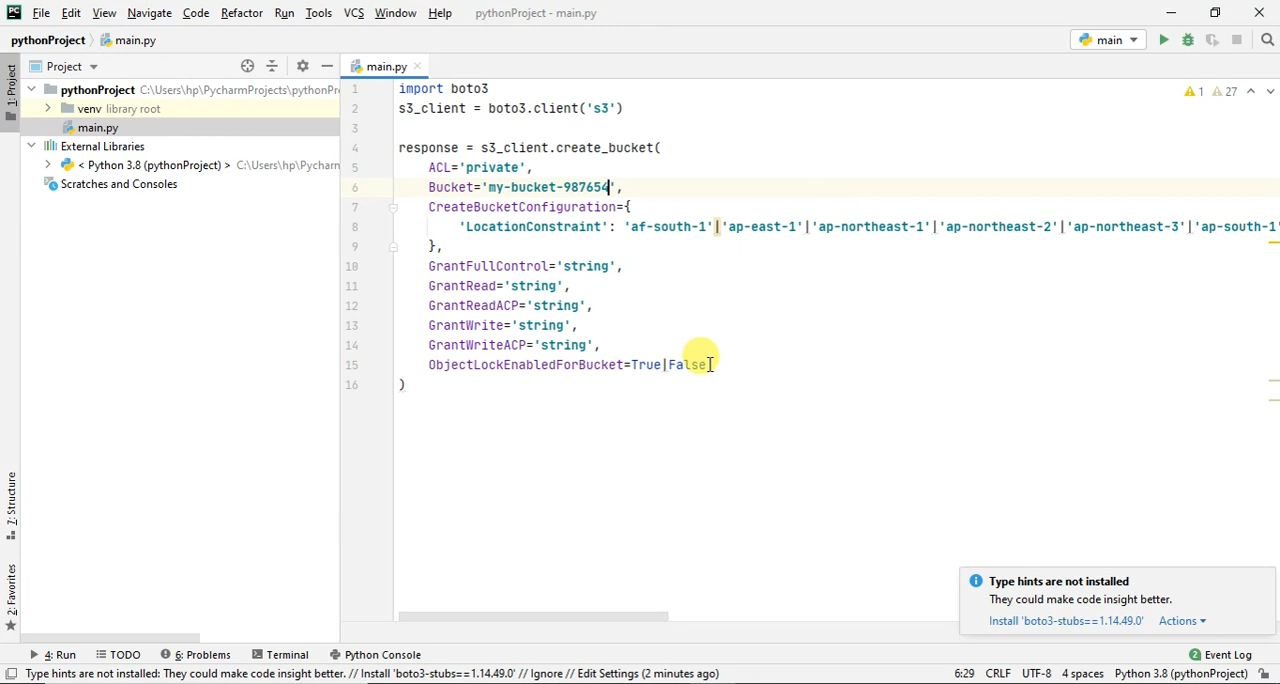 PC File Edit View Navigate Code Refactor Run Tools VCS Window Help pythonProject - main.py
pythonProject main.py main
Project main.py
1: Project
pythonProject C:\Users\hp\PycharmProjects\pythonPr
venv library root
main.py
External Libraries
< Python 3.8 (pythonProject) > C:\Users\hp\Pycharm
Scratches and Consoles
7: Structure
2: Favorites
1 27
1 import boto3
2 s3_client = boto3.client('s3')
3
4 response = s3_client.create_bucket(
5 ACL='private',
6 Bucket='my-bucket-987654',
7 CreateBucketConfiguration={
8 'LocationConstraint': 'af-south-1'|'ap-east-1'|'ap-northeast-1'|'ap-northeast-2'|'ap-northeast-3'|'ap-south-1'
9 },
10 GrantFullControl='string',
11 GrantRead='string',
12 GrantReadACP='string',
13 GrantWrite='string',
14 GrantWriteACP='string',
15 ObjectLockEnabledForBucket=True|False
16 )
Type hints are not installed
They could make code insight better.
Install 'boto3-stubs==1.14.49.0' Actions
4: Run TODO 6: Problems Terminal Python Console 2 Event Log
Type hints are not installed: They could make code insight better. // Install 'boto3-stubs==1.14.49.0' // Ignore // Edit Settings (2 minutes ago) 6:29 CRLF UTF-8 4 spaces Python 3.8 (pythonProject)